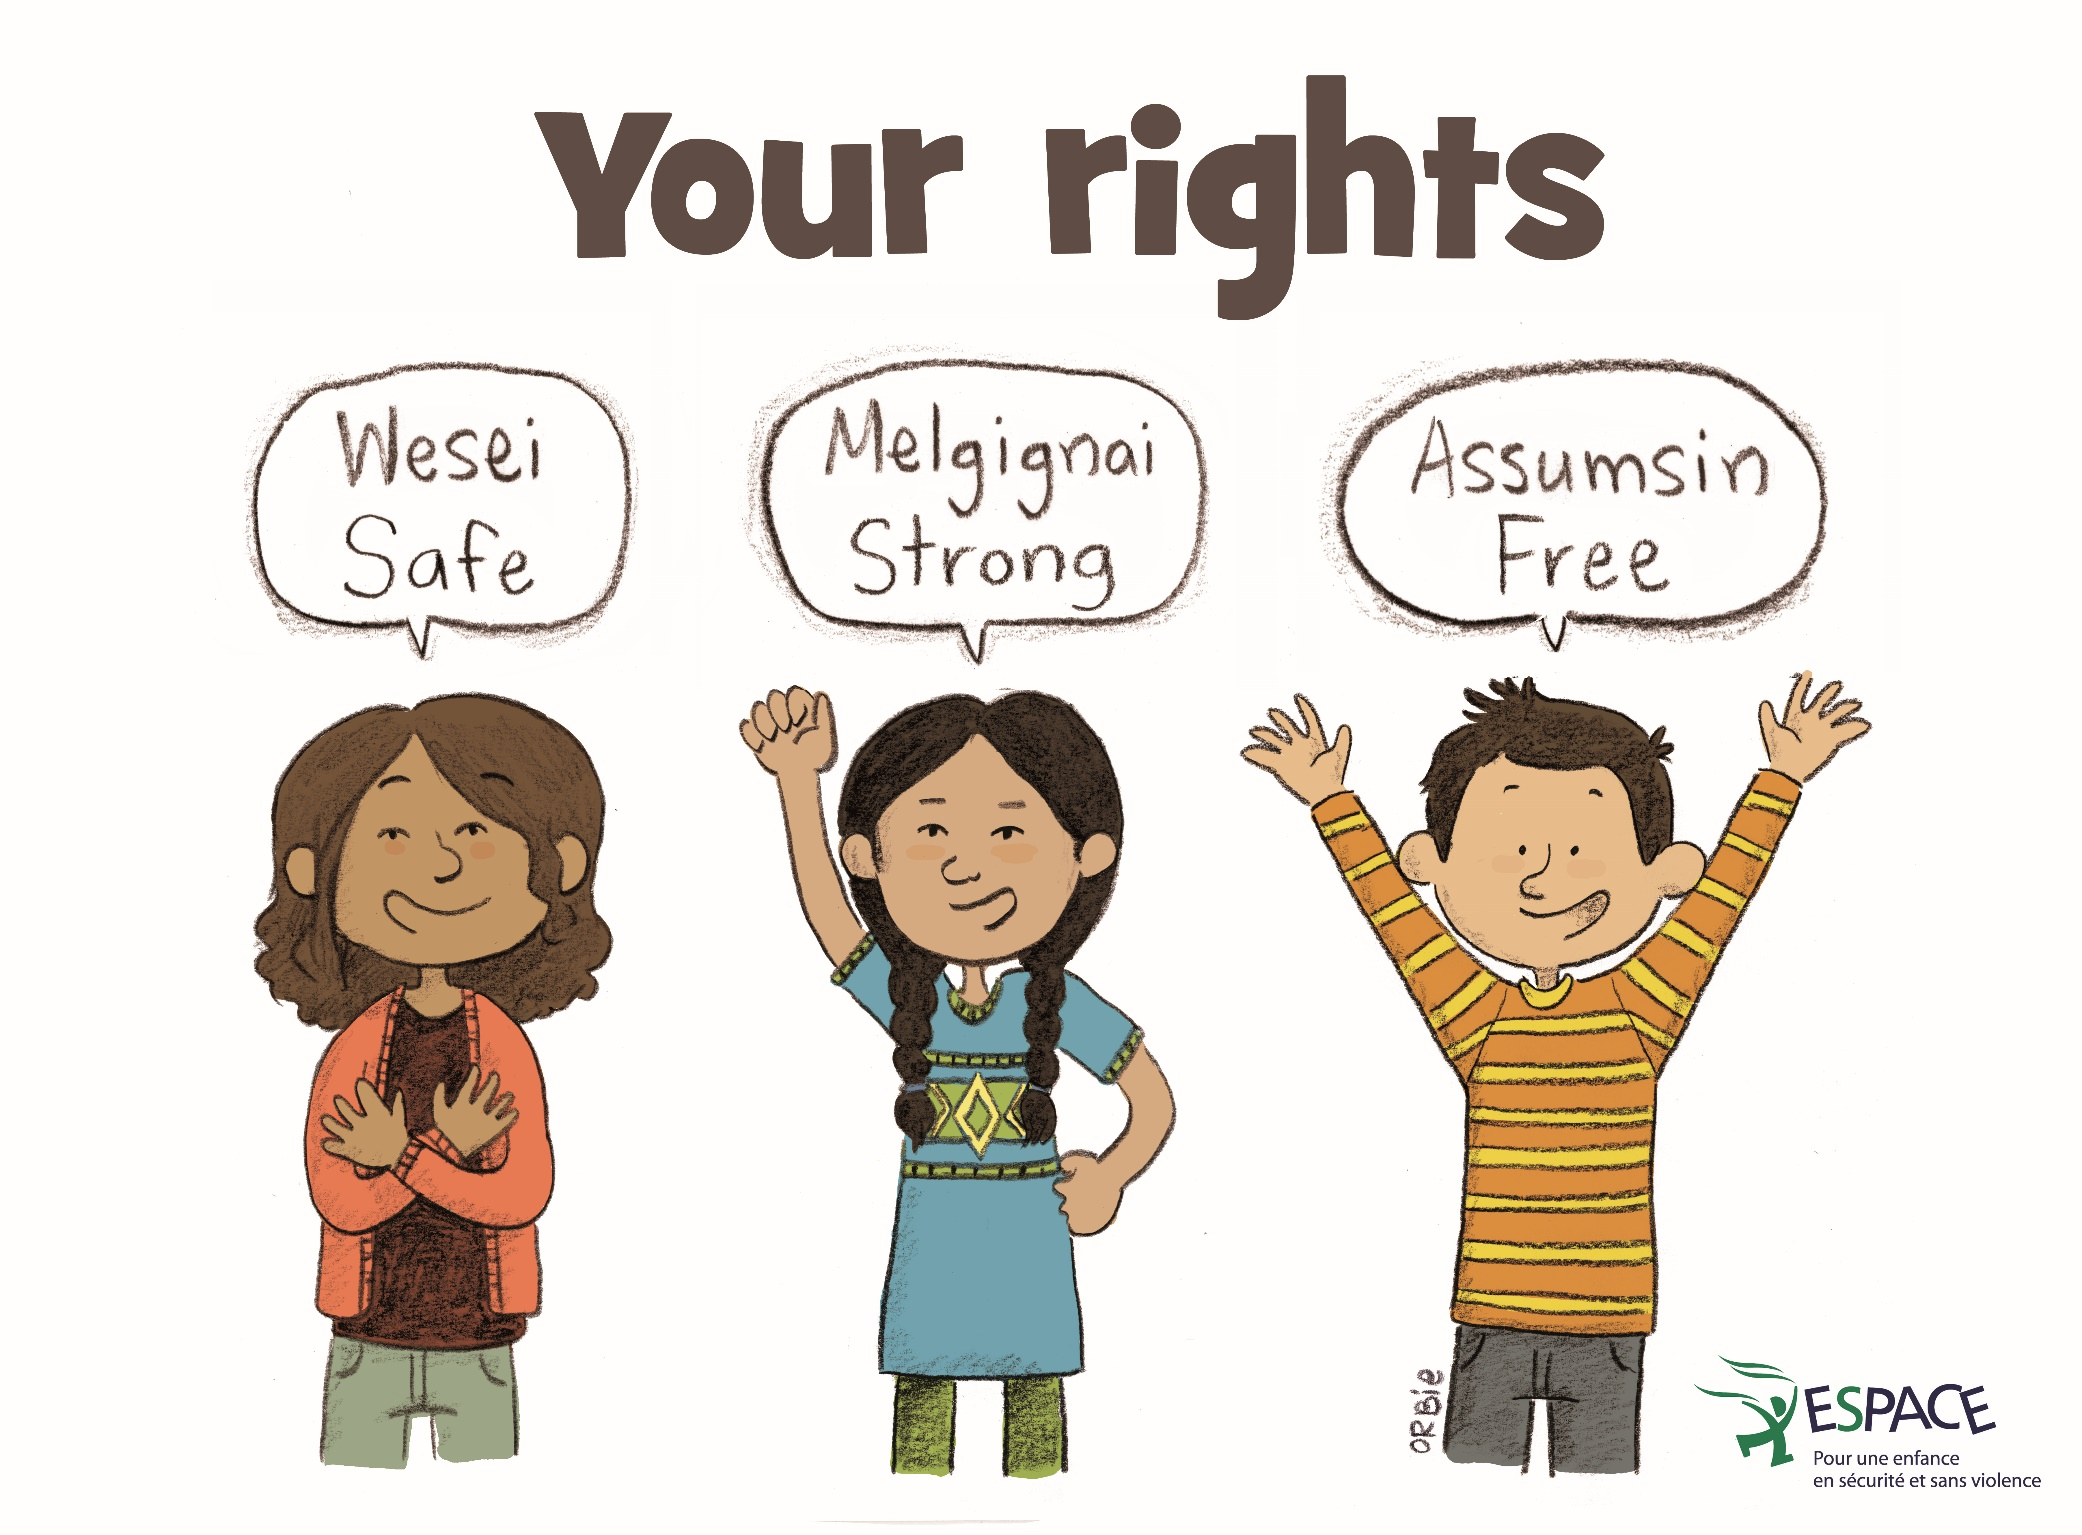 Your rights
Wesei
Safe
Melgignai
Strong
Assumsin
Free
ORBIE
ESPACE
Pour une enfance
en sécurité et sans violence